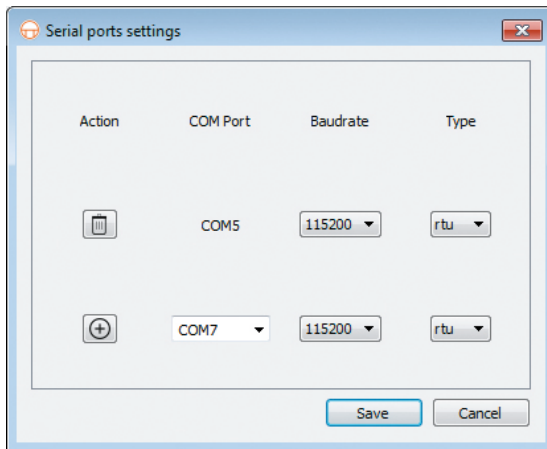 Serial ports settings
Action COM Port Baudrate Type
COM5 115200 rtu
COM7 115200 rtu
Save Cancel